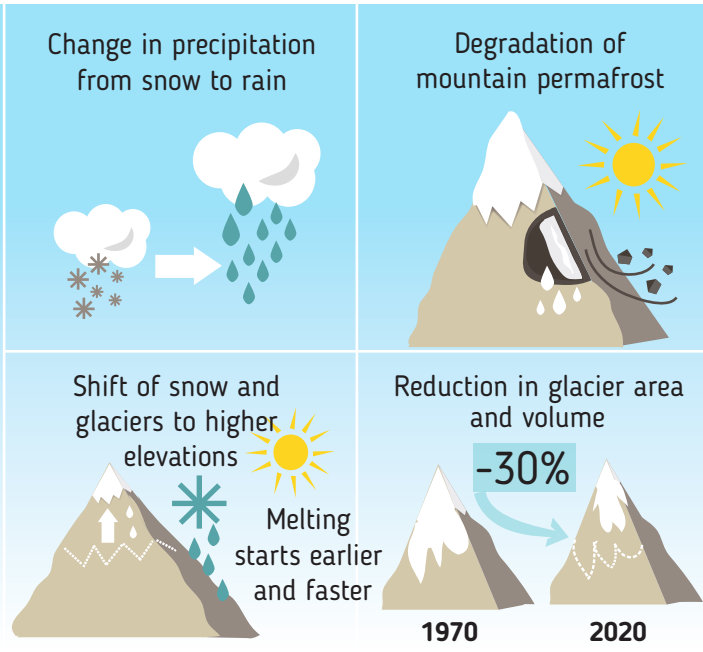 Change in precipitation
from snow to rain
Degradation of
mountain permafrost
Shift of snow and
glaciers to higher
elevations
Melting
starts earlier
and faster
Reduction in glacier area
and volume
-30%
1970
2020